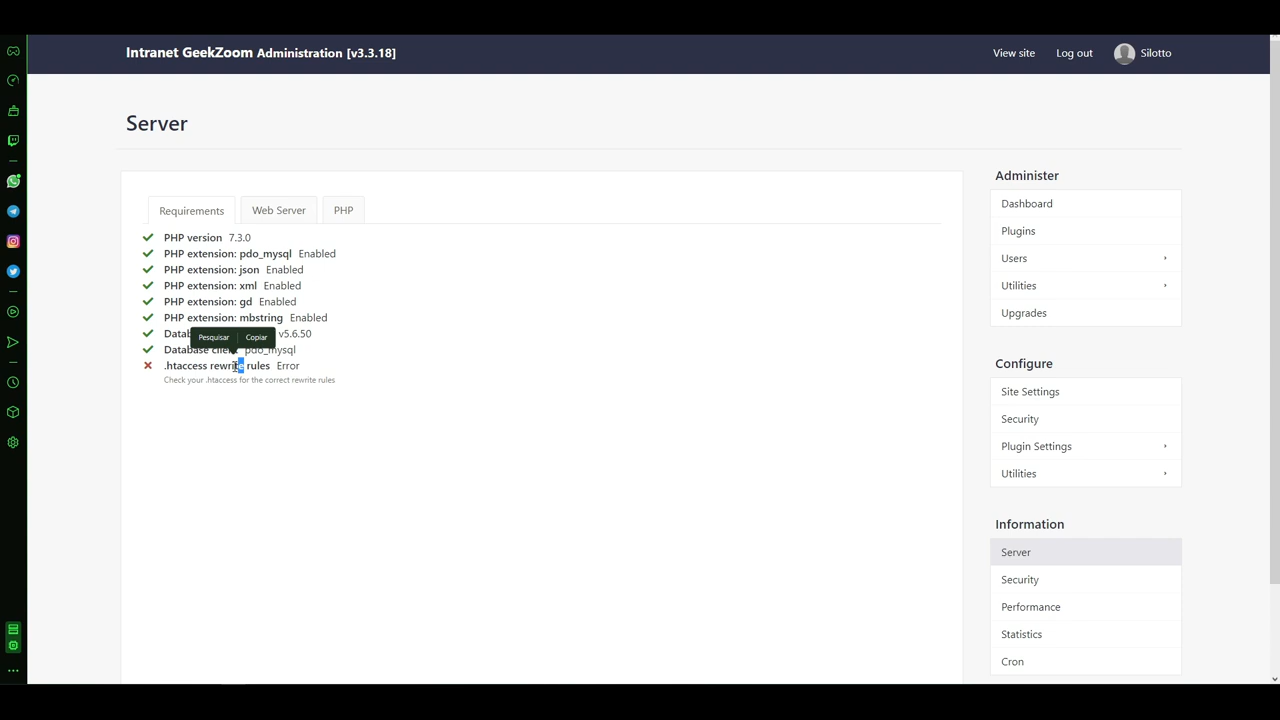 Intranet GeekZoom Administration [v3.3.18]
View site
Log out
Silotto
Server
Requirements
Web Server
PHP
PHP version 7.3.0
PHP extension: pdo_mysql Enabled
PHP extension: json Enabled
PHP extension: xml Enabled
PHP extension: gd Enabled
PHP extension: mbstring Enabled
v5.6.50
Pesquisar
Copiar
Database client pdo_mysql
.htaccess rewrite rules Error
Check your .htaccess for the correct rewrite rules
Administer
Dashboard
Plugins
Users
Utilities
Upgrades
Configure
Site Settings
Security
Plugin Settings
Utilities
Information
Server
Security
Performance
Statistics
Cron